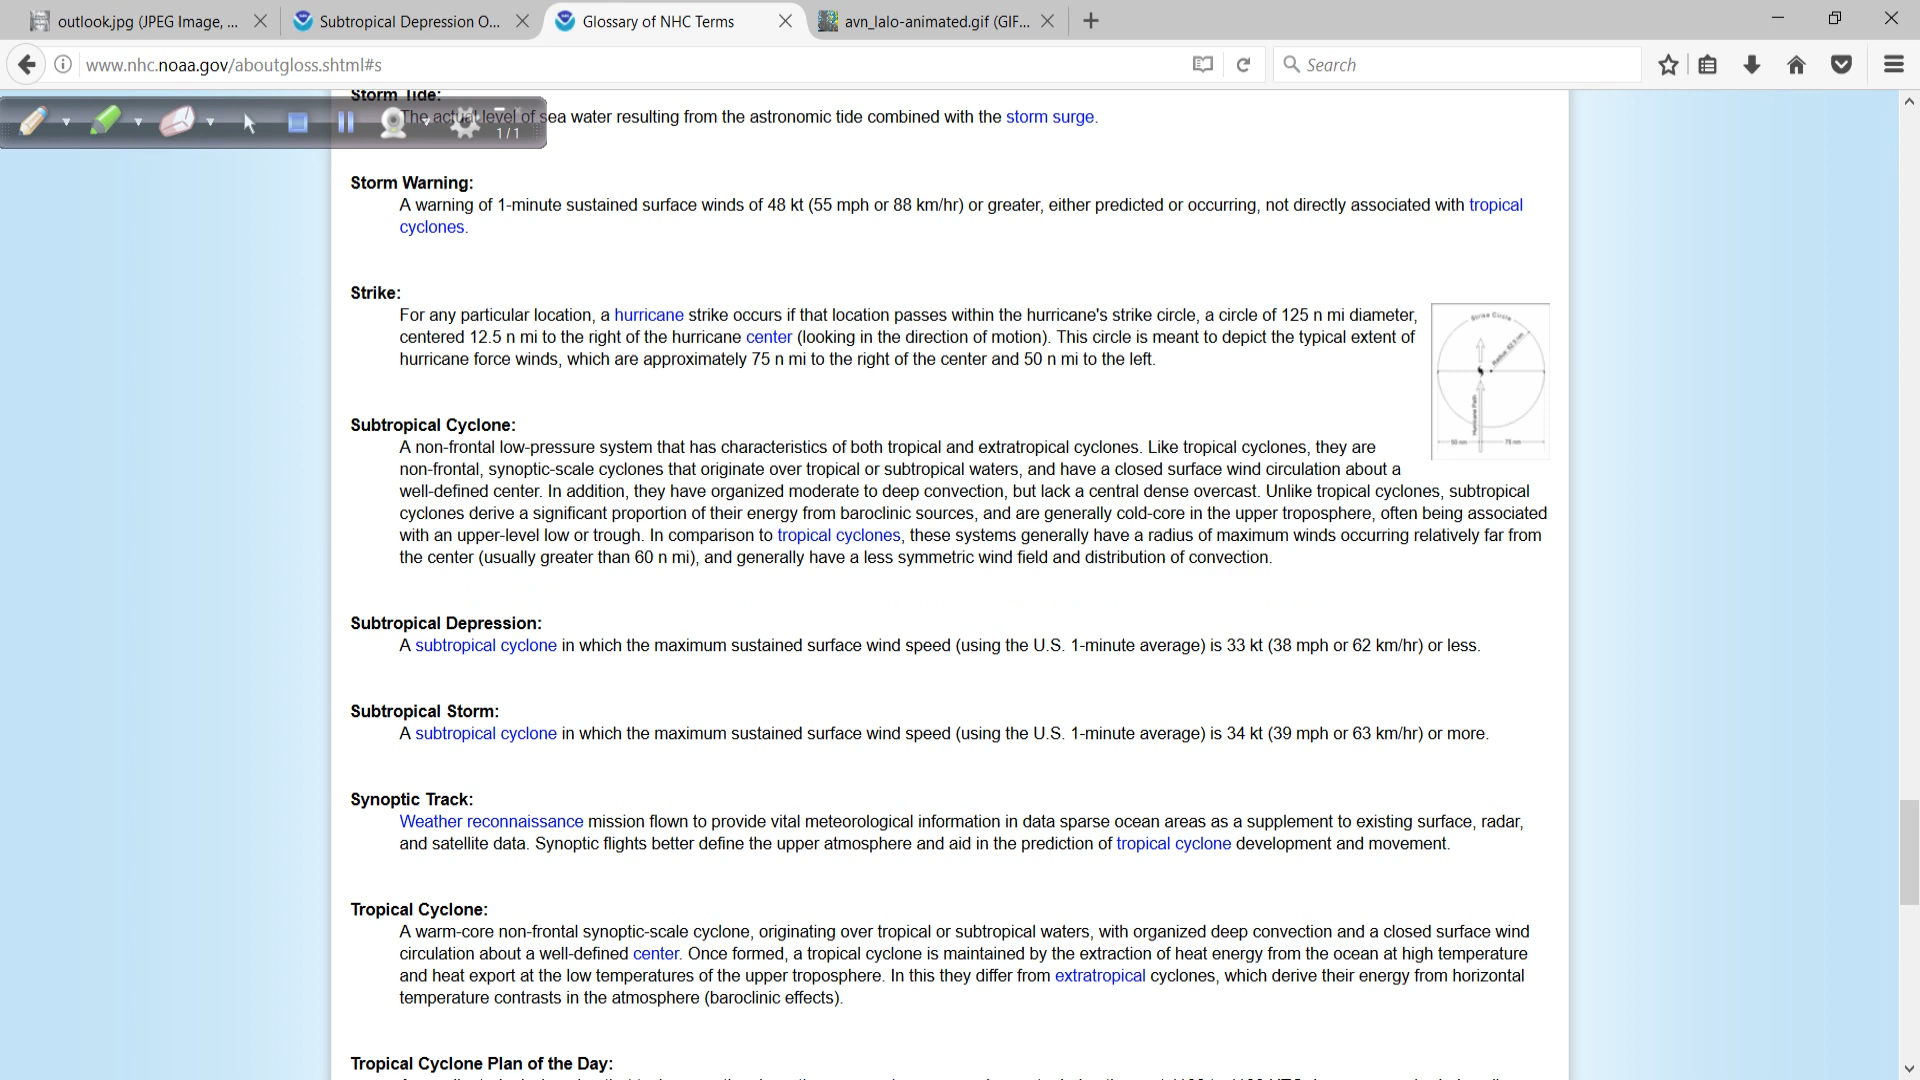 outlook.jpg (JPEG Image, ...
Subtropical Depression O...
Glossary of NHC Terms
avn_lalo-animated.gif (GIF...
www.nhc.noaa.gov/aboutgloss.shtml#s
Search
Storm Tide:
The actual level of sea water resulting from the astronomic tide combined with the storm surge.
1/1
Storm Warning:
A warning of 1-minute sustained surface winds of 48 kt (55 mph or 88 km/hr) or greater, either predicted or occurring, not directly associated with tropical
cyclones.
Strike:
For any particular location, a hurricane strike occurs if that location passes within the hurricane's strike circle, a circle of 125 n mi diameter,
centered 12.5 n mi to the right of the hurricane center (looking in the direction of motion). This circle is meant to depict the typical extent of
hurricane force winds, which are approximately 75 n mi to the right of the center and 50 n mi to the left.
Strike Circle
Radius 62.5 nm
Hurricane Path
50 nm
75 nm
Subtropical Cyclone:
A non-frontal low-pressure system that has characteristics of both tropical and extratropical cyclones. Like tropical cyclones, they are
non-frontal, synoptic-scale cyclones that originate over tropical or subtropical waters, and have a closed surface wind circulation about a
well-defined center. In addition, they have organized moderate to deep convection, but lack a central dense overcast. Unlike tropical cyclones, subtropical
cyclones derive a significant proportion of their energy from baroclinic sources, and are generally cold-core in the upper troposphere, often being associated
with an upper-level low or trough. In comparison to tropical cyclones, these systems generally have a radius of maximum winds occurring relatively far from
the center (usually greater than 60 n mi), and generally have a less symmetric wind field and distribution of convection.
Subtropical Depression:
A subtropical cyclone in which the maximum sustained surface wind speed (using the U.S. 1-minute average) is 33 kt (38 mph or 62 km/hr) or less.
Subtropical Storm:
A subtropical cyclone in which the maximum sustained surface wind speed (using the U.S. 1-minute average) is 34 kt (39 mph or 63 km/hr) or more.
Synoptic Track:
Weather reconnaissance mission flown to provide vital meteorological information in data sparse ocean areas as a supplement to existing surface, radar,
and satellite data. Synoptic flights better define the upper atmosphere and aid in the prediction of tropical cyclone development and movement.
Tropical Cyclone:
A warm-core non-frontal synoptic-scale cyclone, originating over tropical or subtropical waters, with organized deep convection and a closed surface wind
circulation about a well-defined center. Once formed, a tropical cyclone is maintained by the extraction of heat energy from the ocean at high temperature
and heat export at the low temperatures of the upper troposphere. In this they differ from extratropical cyclones, which derive their energy from horizontal
temperature contrasts in the atmosphere (baroclinic effects).
Tropical Cyclone Plan of the Day: